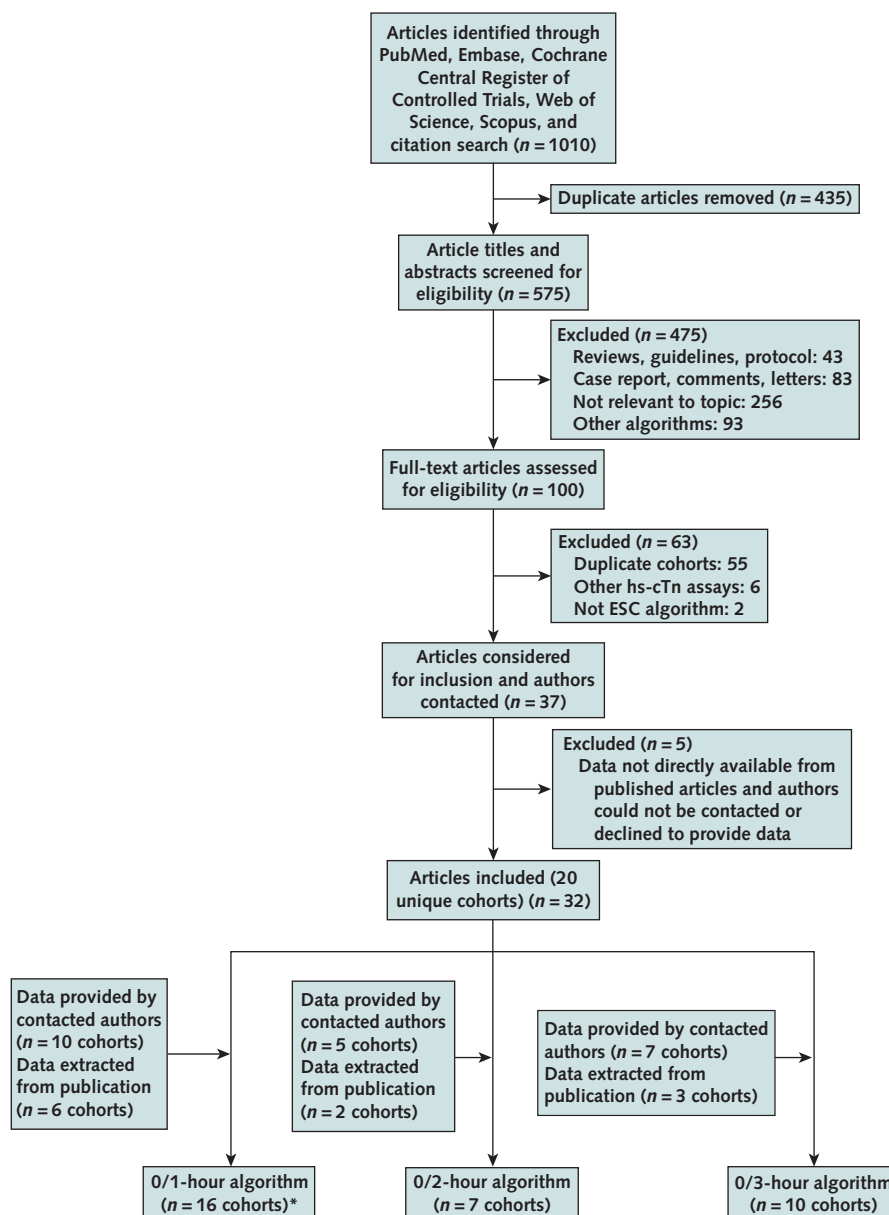 Articles identified through
PubMed, Embase, Cochrane
Central Register of
Controlled Trials, Web of
Science, Scopus, and
citation search (n = 1010)
Duplicate articles removed (n = 435)
Article titles and
abstracts screened for
eligibility (n = 575)
Excluded (n = 475)
Reviews, guidelines, protocol: 43
Case report, comments, letters: 83
Not relevant to topic: 256
Other algorithms: 93
Full-text articles assessed
for eligibility (n = 100)
Excluded (n = 63)
Duplicate cohorts: 55
Other hs-cTn assays: 6
Not ESC algorithm: 2
Articles considered
for inclusion and authors
contacted (n = 37)
Excluded (n = 5)
Data not directly available from
published articles and authors
could not be contacted or
declined to provide data
Articles included (20
unique cohorts) (n = 32)
Data provided by
contacted authors
(n = 10 cohorts)
Data extracted
from publication
(n = 6 cohorts)
Data provided by
contacted authors
(n = 5 cohorts)
Data extracted
from publication
(n = 2 cohorts)
Data provided by contacted
authors (n = 7 cohorts)
Data extracted from
publication (n = 3 cohorts)
0/1-hour algorithm
(n = 16 cohorts)*
0/2-hour algorithm
(n = 7 cohorts)
0/3-hour algorithm
(n = 10 cohorts)